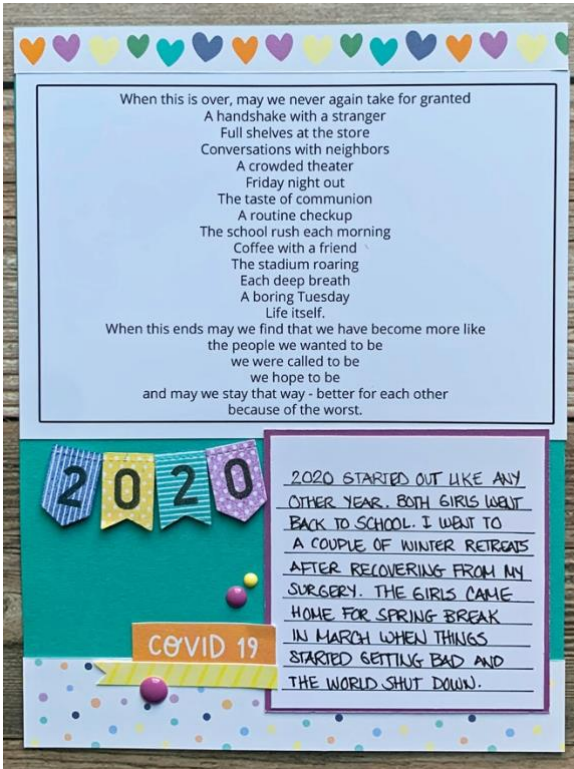 When this is over, may we never again take for granted
A handshake with a stranger
Full shelves at the store
Conversations with neighbors
A crowded theater
Friday night out
The taste of communion
A routine checkup
The school rush each morning
Coffee with a friend
The stadium roaring
Each deep breath
A boring Tuesday
Life itself.
When this ends may we find that we have become more like
the people we wanted to be
we were called to be
we hope to be
and may we stay that way - better for each other
because of the worst.
2020
2020 STARTED OUT LIKE ANY
OTHER YEAR. BOTH GIRLS WENT
BACK TO SCHOOL. I WENT TO
A COUPLE OF WINTER RETREATS
AFTER RECOVERING FROM MY
SURGERY. THE GIRLS CAME
HOME FOR SPRING BREAK
IN MARCH WHEN THINGS
STARTED GETTING BAD AND
THE WORLD SHUT DOWN.
COVID 19